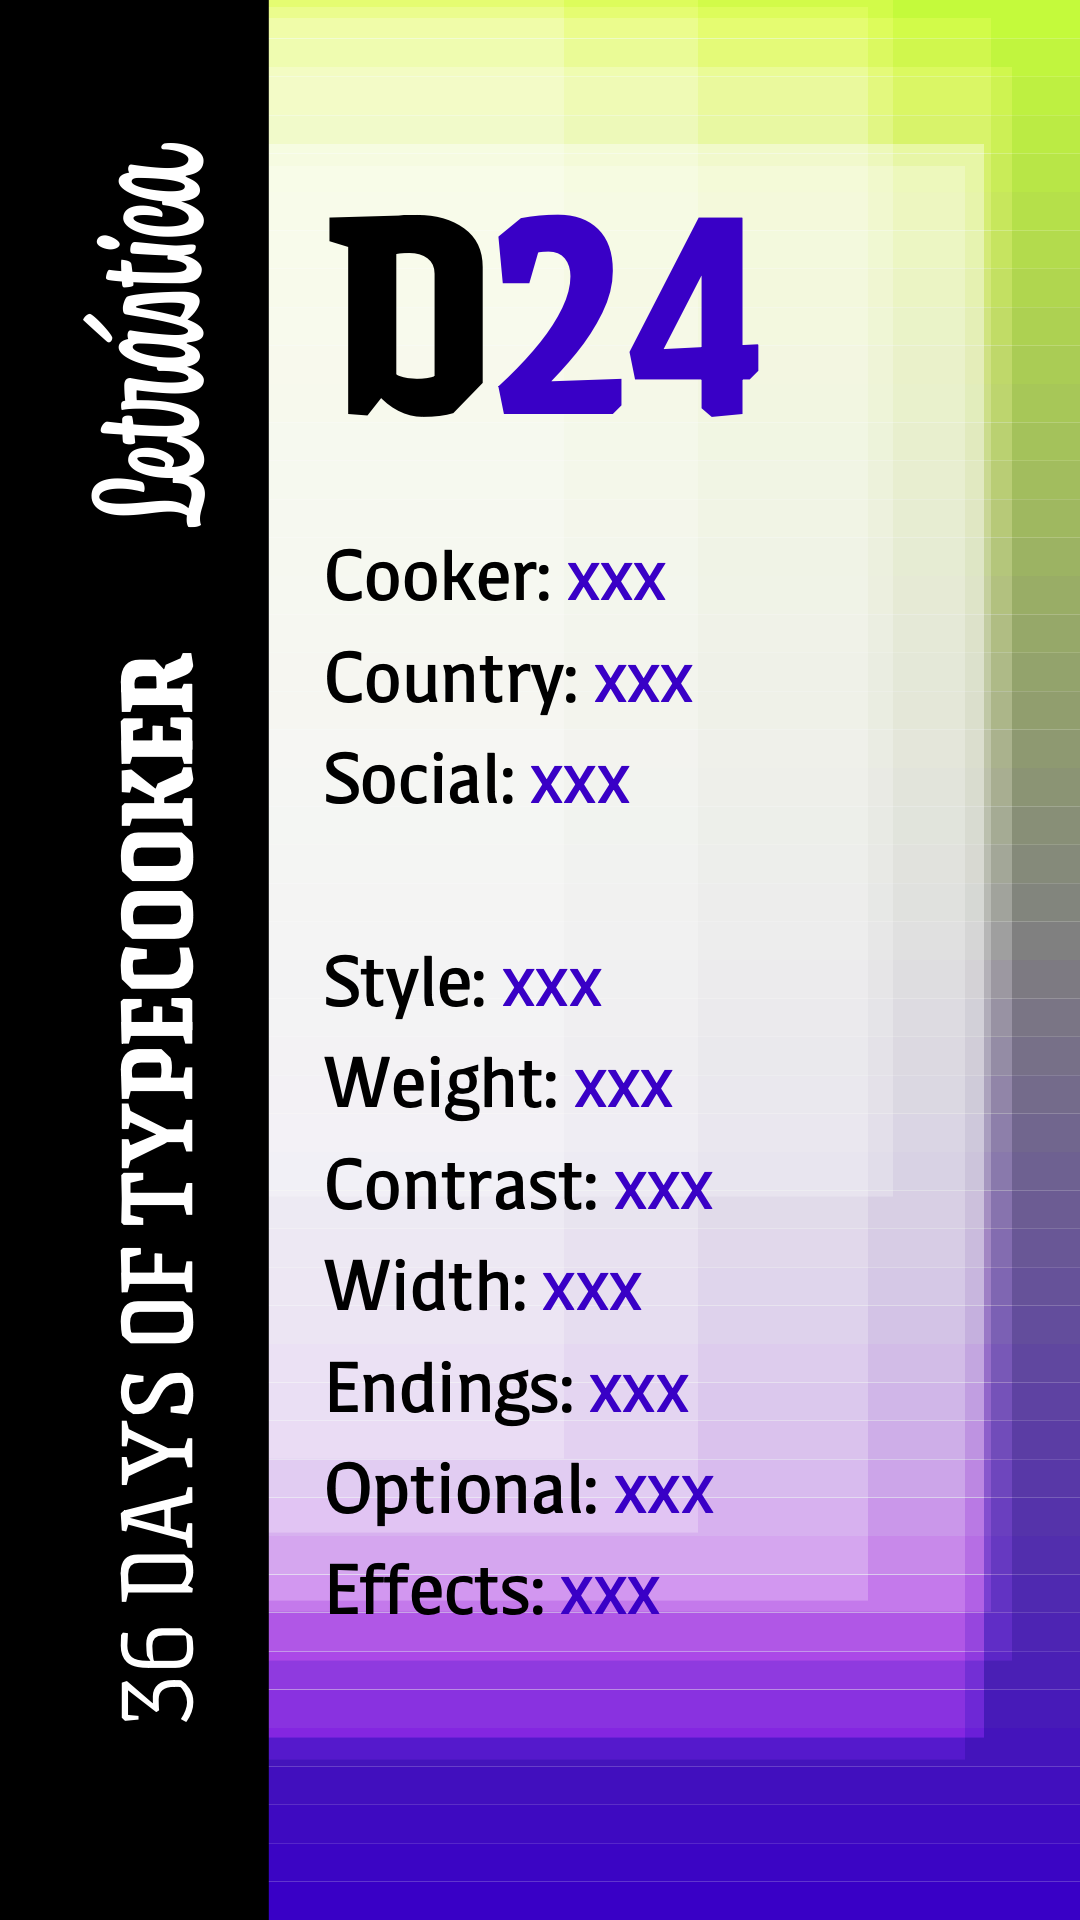 Letrástica
36 DAYS OF TYPECOOKER
D24
Cooker: xxx
Country: xxx
Social: xxx
Style: xxx
Weight: xxx
Contrast: xxx
Width: xxx
Endings: xxx
Optional: xxx
Effects: xxx